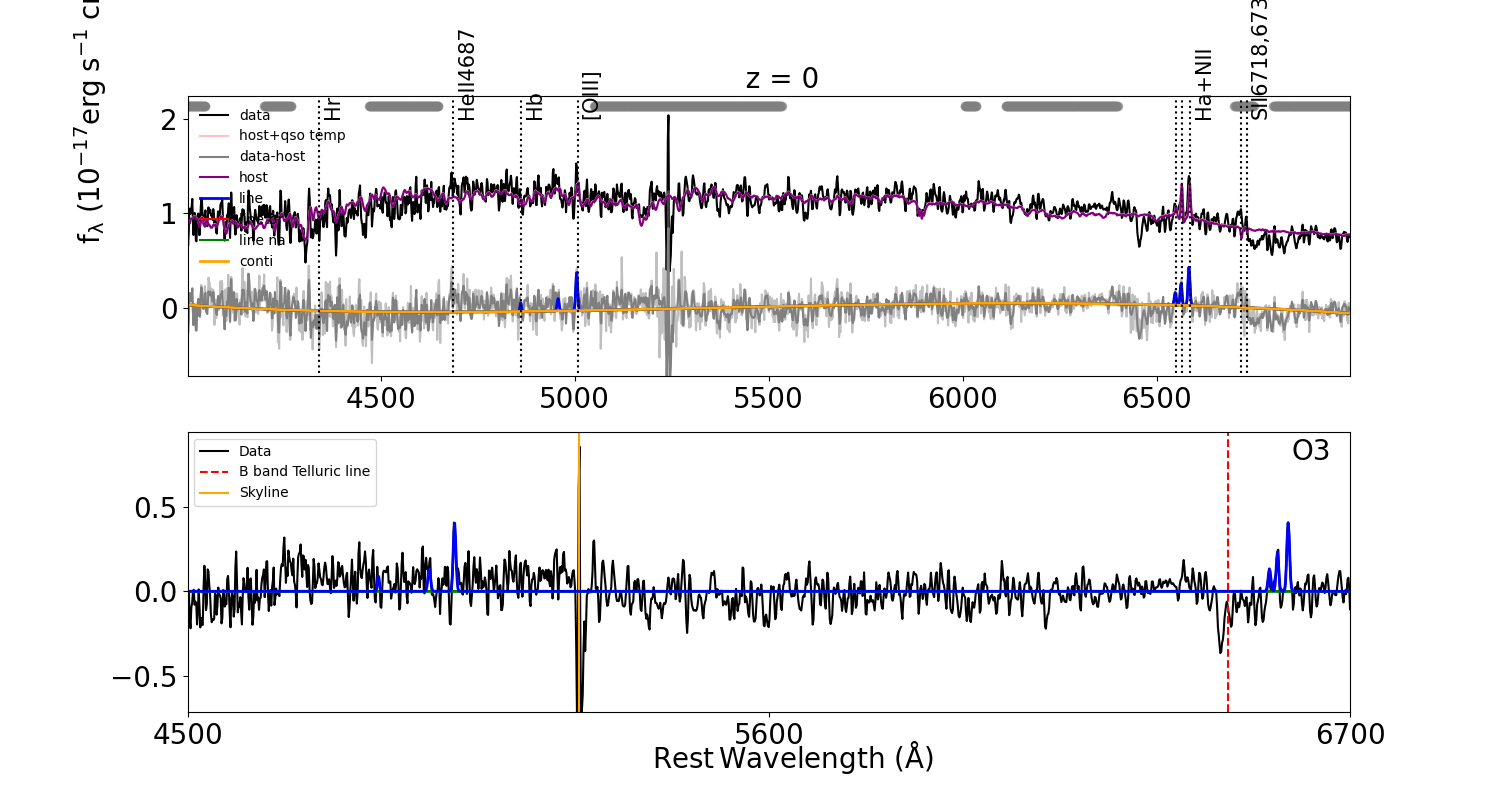 z = 0
f_λ (10^−17 erg s^−1
Hr
HeII4687
Hb
[OIII]
Ha+NII
SII6718,673
data
host+qso temp
data-host
host
line
line na
conti
2
1
0
4500
5000
5500
6000
6500
O3
Data
B band Telluric line
Skyline
0.5
0.0
−0.5
4500
5600
6700
Rest Wavelength (Å)